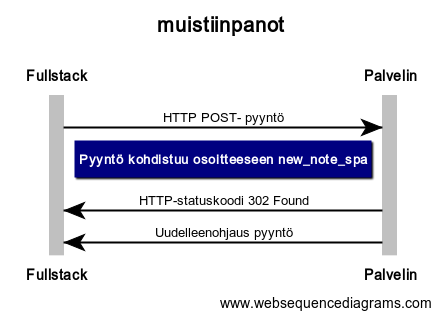 muistiinpanot
Fullstack Palvelin
HTTP POST- pyyntö
Pyyntö kohdistuu osoitteeseen new_note_spa
HTTP-statuskoodi 302 Found
Uudelleenohjaus pyyntö
Fullstack Palvelin
www.websequencediagrams.com